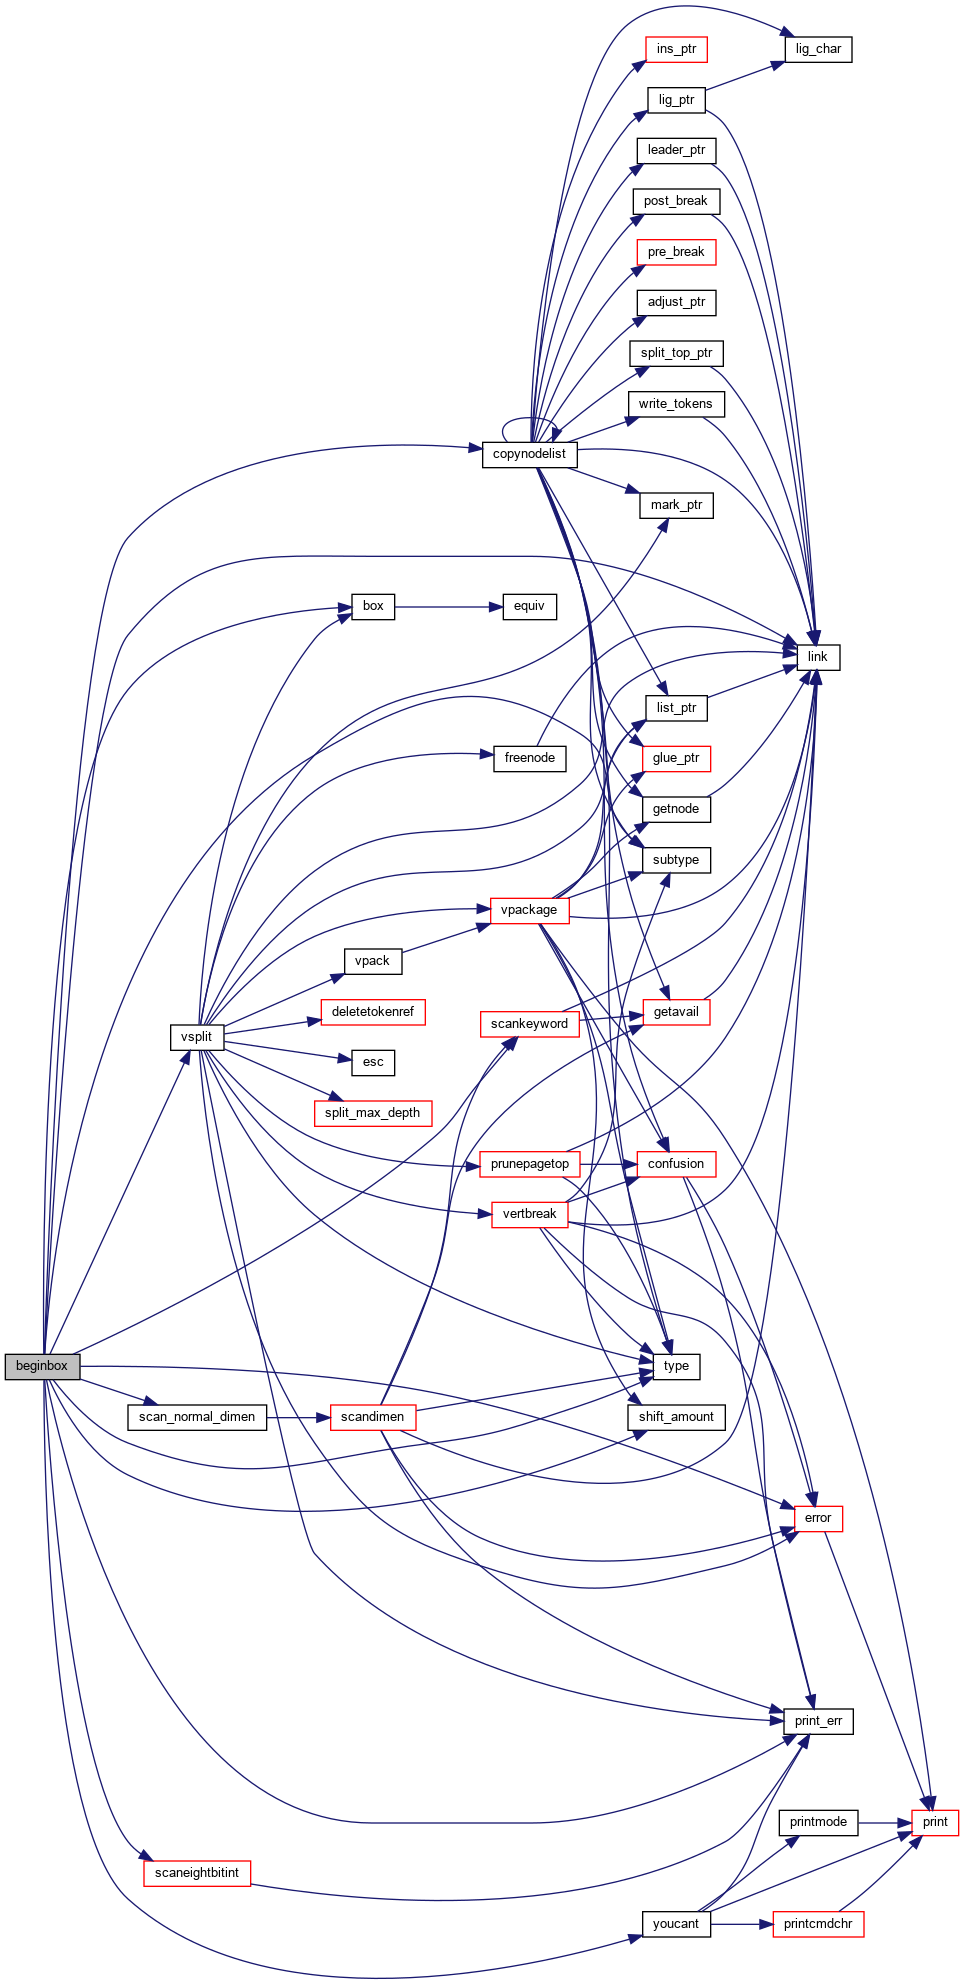 lig_char
ins_ptr
lig_ptr
leader_ptr
post_break
pre_break
adjust_ptr
split_top_ptr
write_tokens
copynodelist
mark_ptr
box
equiv
link
list_ptr
freenode
glue_ptr
getnode
subtype
vpackage
vpack
deletetokenref
getavail
scankeyword
vsplit
esc
split_max_depth
prunepagetop
confusion
vertbreak
beginbox
type
scan_normal_dimen
scandimen
shift_amount
error
print_err
printmode
print
scaneightbitint
youcant
printcmdchr